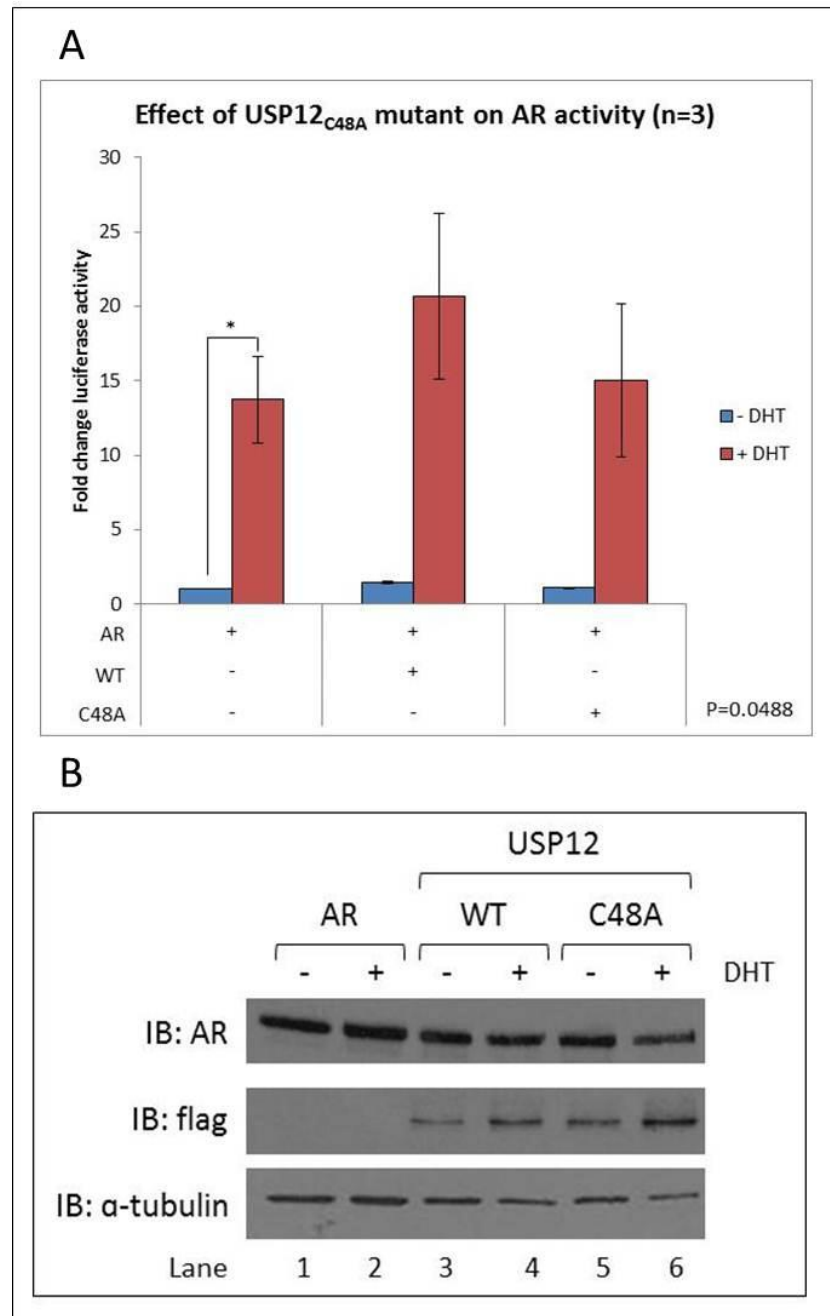 A
Effect of USP12C48A mutant on AR activity (n=3)
30
25
20
15
10
5
0
Fold change luciferase activity
*
- DHT
+ DHT
AR + + +
WT - + -
C48A - - +
P=0.0488
B
USP12
AR WT C48A
- + - + - + DHT
IB: AR
IB: flag
IB: α-tubulin
Lane 1 2 3 4 5 6